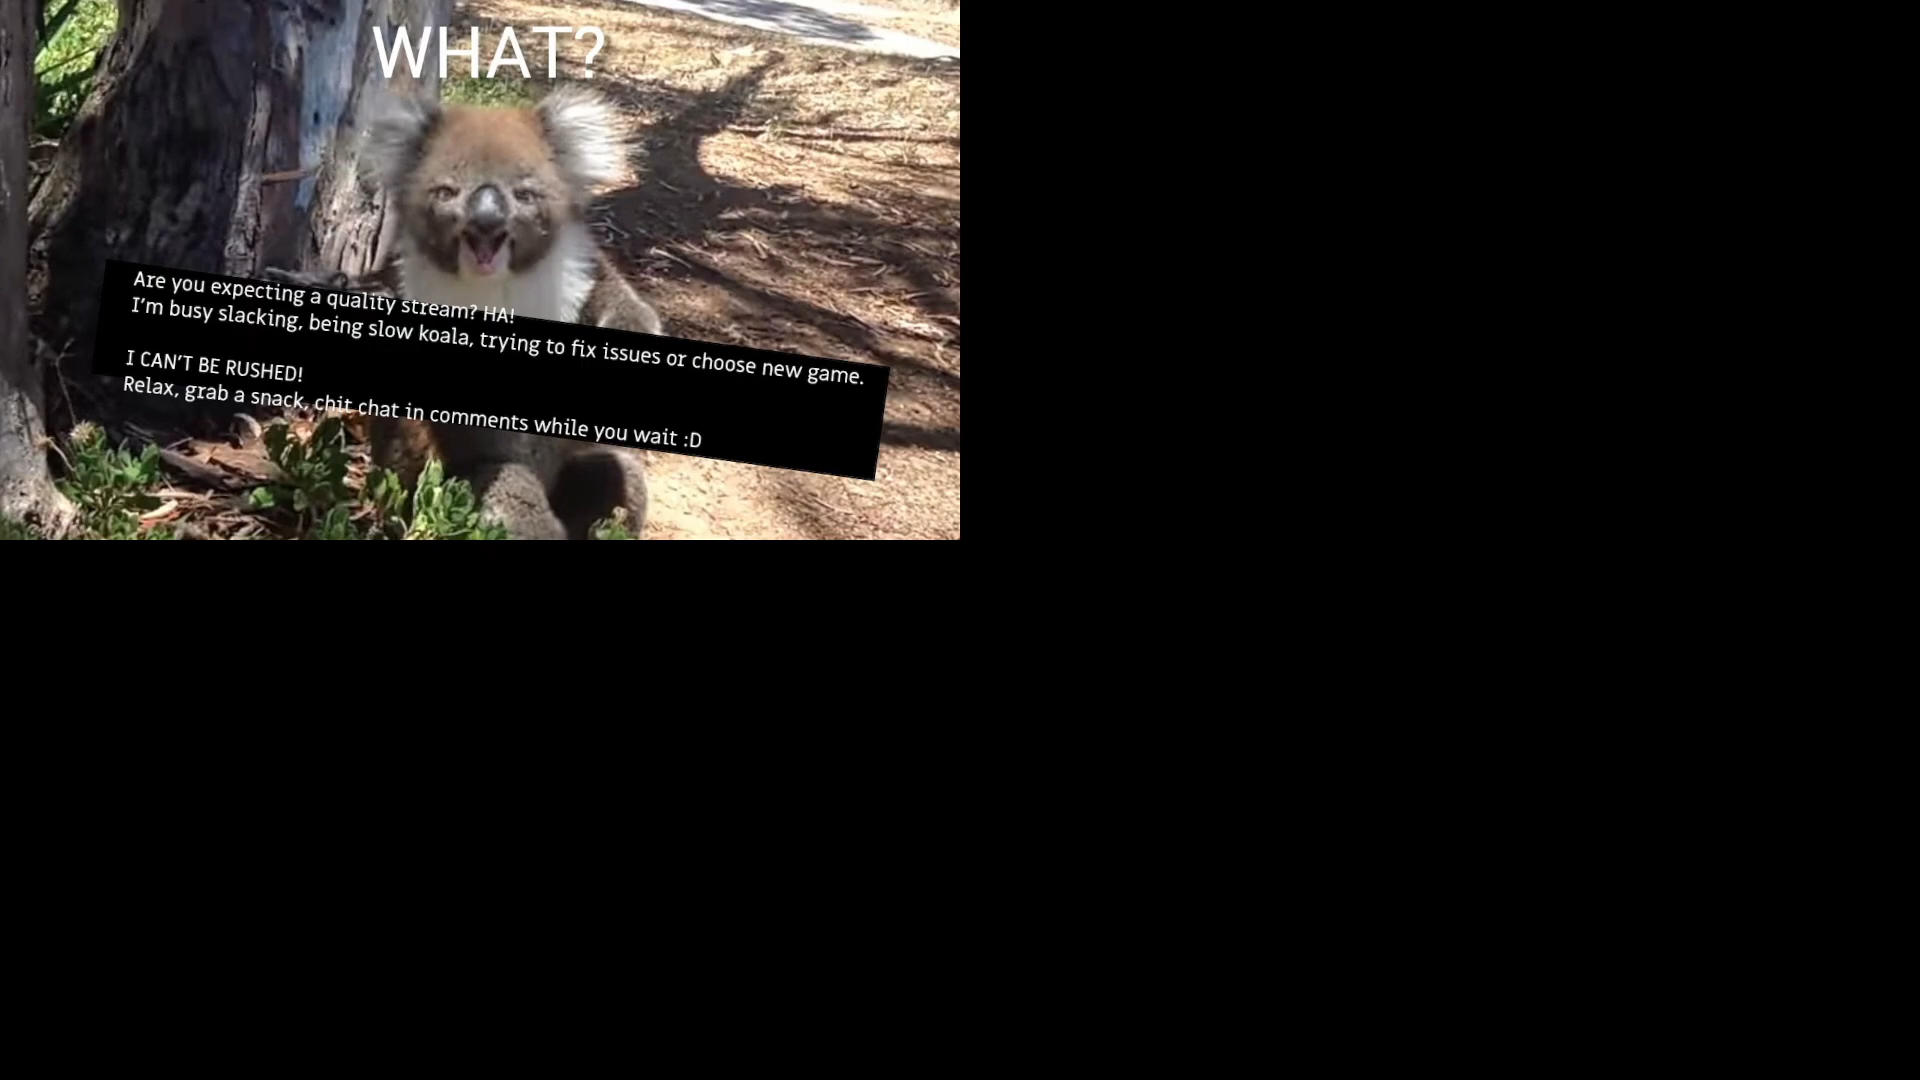 WHAT?
Are you expecting a quality stream? HA!
I'm busy slacking, being slow koala, trying to fix issues or choose new game.
I CAN'T BE RUSHED!
Relax, grab a snack, chit chat in comments while you wait :D